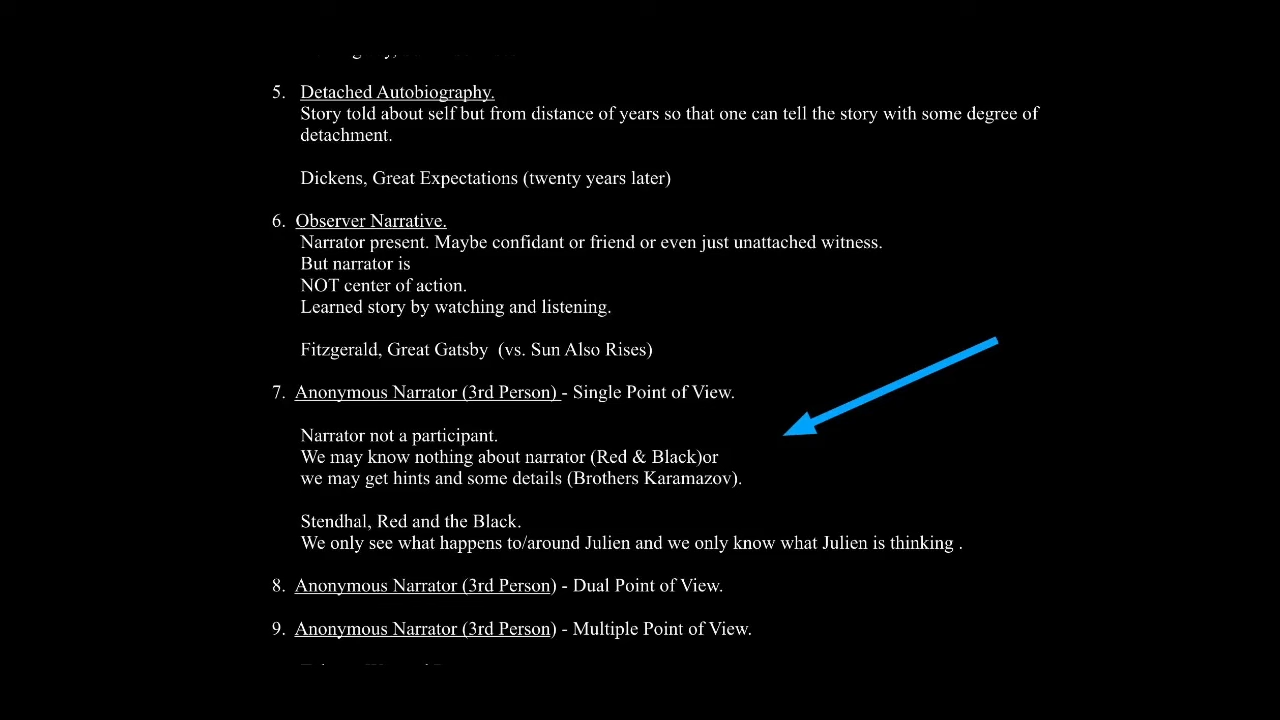 5. Detached Autobiography.
Story told about self but from distance of years so that one can tell the story with some degree of
detachment.
Dickens, Great Expectations (twenty years later)
6. Observer Narrative.
Narrator present. Maybe confidant or friend or even just unattached witness.
But narrator is
NOT center of action.
Learned story by watching and listening.
Fitzgerald, Great Gatsby (vs. Sun Also Rises)
7. Anonymous Narrator (3rd Person) - Single Point of View.
Narrator not a participant.
We may know nothing about narrator (Red & Black)or
we may get hints and some details (Brothers Karamazov).
Stendhal, Red and the Black.
We only see what happens to/around Julien and we only know what Julien is thinking .
8. Anonymous Narrator (3rd Person) - Dual Point of View.
9. Anonymous Narrator (3rd Person) - Multiple Point of View.